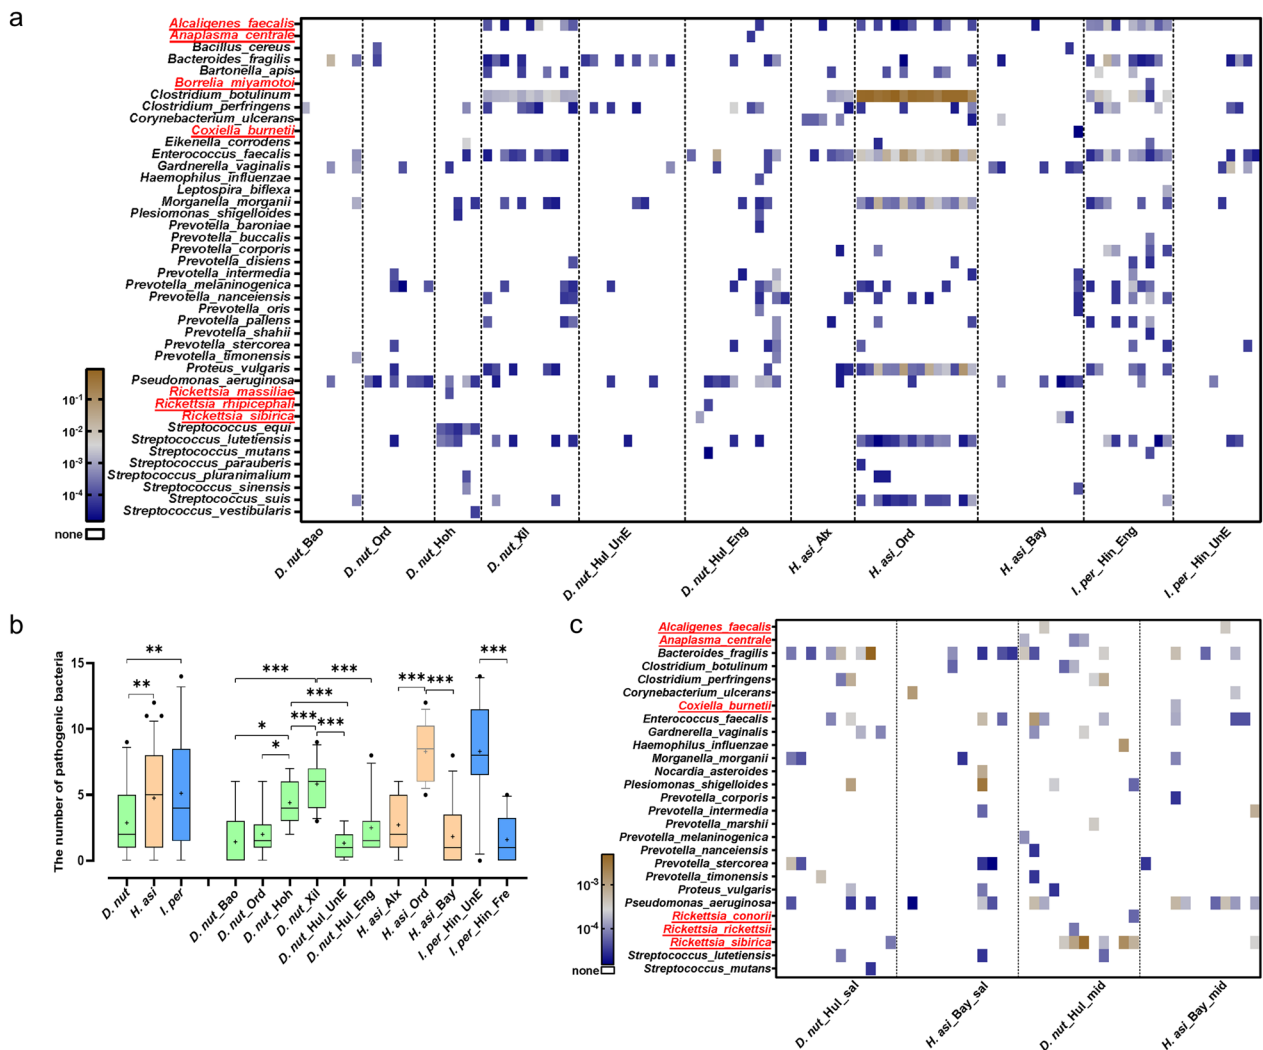 a
Alcaligenes_faecalis
Anaplasma_centrale
Bacillus_cereus
Bacteroides_fragilis
Bartonella_apis
Borrelia_miyamotoi
Clostridium_botulinum
Clostridium_perfringens
Corynebacterium_ulcerans
Coxiella_burnetii
Eikenella_corrodens
Enterococcus_faecalis
Gardnerella_vaginalis
Haemophilus_influenzae
Leptospira_biflexa
Morganella_morganii
Plesiomonas_shigelloides
Prevotella_baroniae
Prevotella_buccalis
Prevotella_corporis
Prevotella_disiens
Prevotella_intermedia
Prevotella_melaninogenica
Prevotella_nanceiensis
Prevotella_oris
Prevotella_pallens
Prevotella_shahii
Prevotella_stercorea
Prevotella_timonensis
Proteus_vulgaris
Pseudomonas_aeruginosa
Rickettsia_massiliae
Rickettsia_rhipicephali
Rickettsia_sibirica
Streptococcus_equi
Streptococcus_lutetiensis
Streptococcus_mutans
Streptococcus_parauberis
Streptococcus_pluranimalium
Streptococcus_sinensis
Streptococcus_suis
Streptococcus_vestibularis
10-1
10-2
10-3
10-4
none
D. nut_Bao
D. nut_Ord
D. nut_Hoh
D. nut_Xil
D. nut_Hul_UnE
D. nut_Hul_Eng
H. asi_Alx
H. asi_Ord
H. asi_Bay
I. per_Hin_Eng
I. per_Hin_UnE
b
The number of pathogenic bacteria
15
10
5
0
**
**
***
***
***
***
***
*
*
***
***
***
D. nut
H. asi
I. per
D. nut_Bao
D. nut_Ord
D. nut_Hoh
D. nut_Xil
D. nut_Hul_UnE
D. nut_Hul_Eng
H. asi_Alx
H. asi_Ord
H. asi_Bay
I. per_Hin_UnE
I. per_Hin_Fre
c
Alcaligenes_faecalis
Anaplasma_centrale
Bacteroides_fragilis
Clostridium_botulinum
Clostridium_perfringens
Corynebacterium_ulcerans
Coxiella_burnetii
Enterococcus_faecalis
Gardnerella_vaginalis
Haemophilus_influenzae
Morganella_morganii
Nocardia_asteroides
Plesiomonas_shigelloides
Prevotella_corporis
Prevotella_intermedia
Prevotella_marshii
Prevotella_melaninogenica
Prevotella_nanceiensis
Prevotella_stercorea
Prevotella_timonensis
Proteus_vulgaris
Pseudomonas_aeruginosa
Rickettsia_conorii
Rickettsia_rickettsii
Rickettsia_sibirica
Streptococcus_lutetiensis
Streptococcus_mutans
10-3
10-4
none
D. nut_Hul_sal
H. asi_Bay_sal
D. nut_Hul_mid
H. asi_Bay_mid